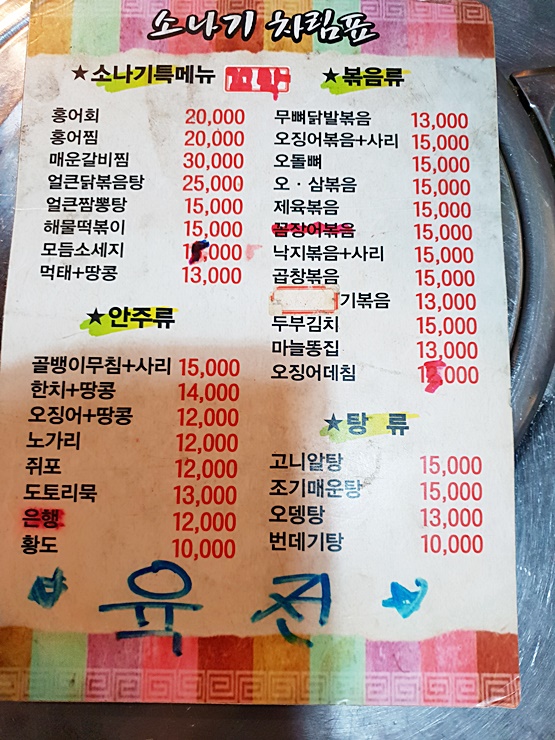 소나기 차림표
★소나기특메뉴 꼬막
홍어회 20,000
홍어찜 20,000
매운갈비찜 30,000
얼큰닭볶음탕 25,000
얼큰짬뽕탕 15,000
해물떡볶이 15,000
모듬소세지
먹태+땅콩 13,000
★안주류
골뱅이무침+사리 15,000
한치+땅콩 14,000
오징어+땅콩 12,000
노가리 12,000
쥐포 12,000
도토리묵 13,000
은행 12,000
황도 10,000
★볶음류
무뼈닭발볶음 13,000
오징어볶음+사리 15,000
오돌뼈 15,000
오·삼볶음 15,000
제육볶음 15,000
꼼장어볶음 15,000
낙지볶음+사리 15,000
곱창볶음 15,000
기볶음 13,000
두부김치 15,000
마늘똥집 13,000
오징어데침
★탕 류
고니알탕 15,000
조기매운탕 15,000
오뎅탕 13,000
번데기탕 10,000
육전